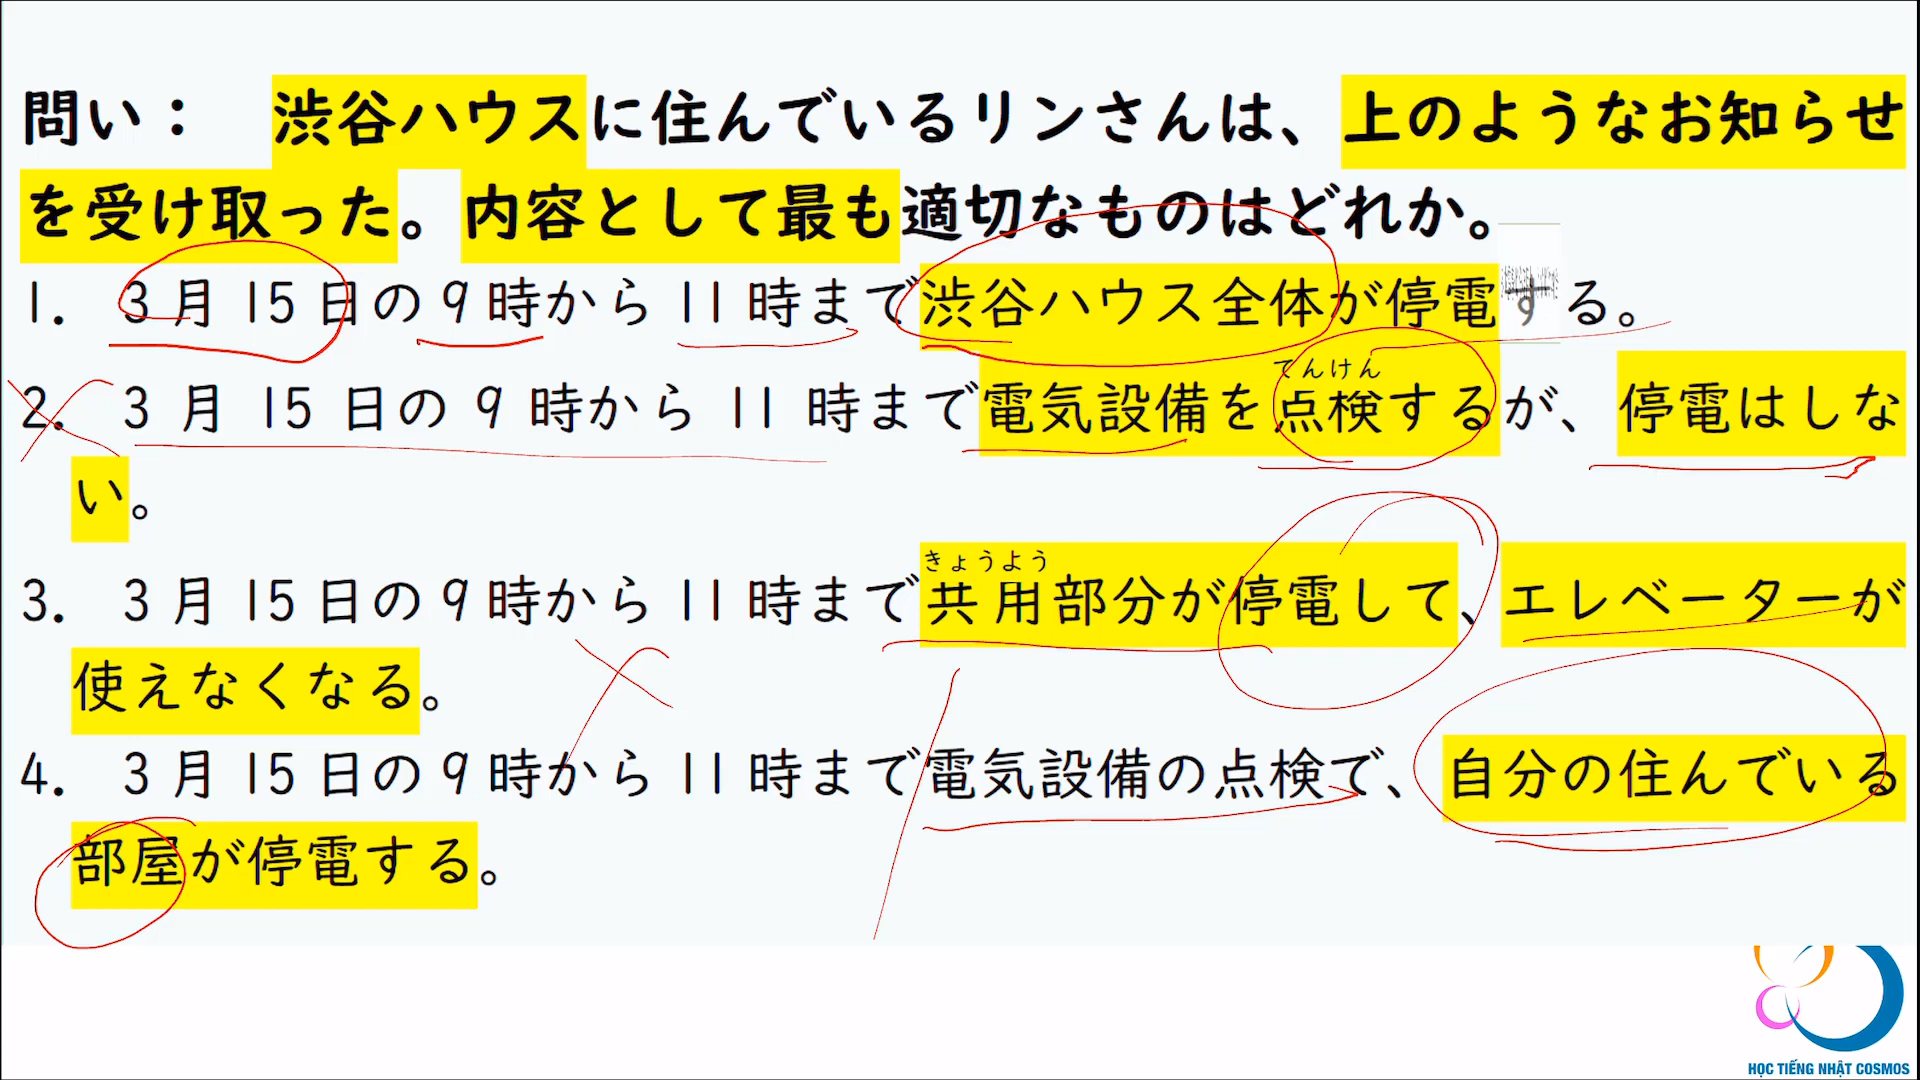 問い： 渋谷ハウスに住んでいるリンさんは、上のようなお知らせ
を受け取った。内容として最も適切なものはどれか。
1. 3月15日の9時から11時まで渋谷ハウス全体が停電する。
てんけん
2. 3月15日の9時から11時まで電気設備を点検するが、停電はしな
い。
きょうよう
3. 3月15日の9時から11時まで共用部分が停電して、エレベーターが
使えなくなる。
4. 3月15日の9時から11時まで電気設備の点検で、自分の住んでいる
部屋が停電する。
HỌC TIẾNG NHẬT COSMOS